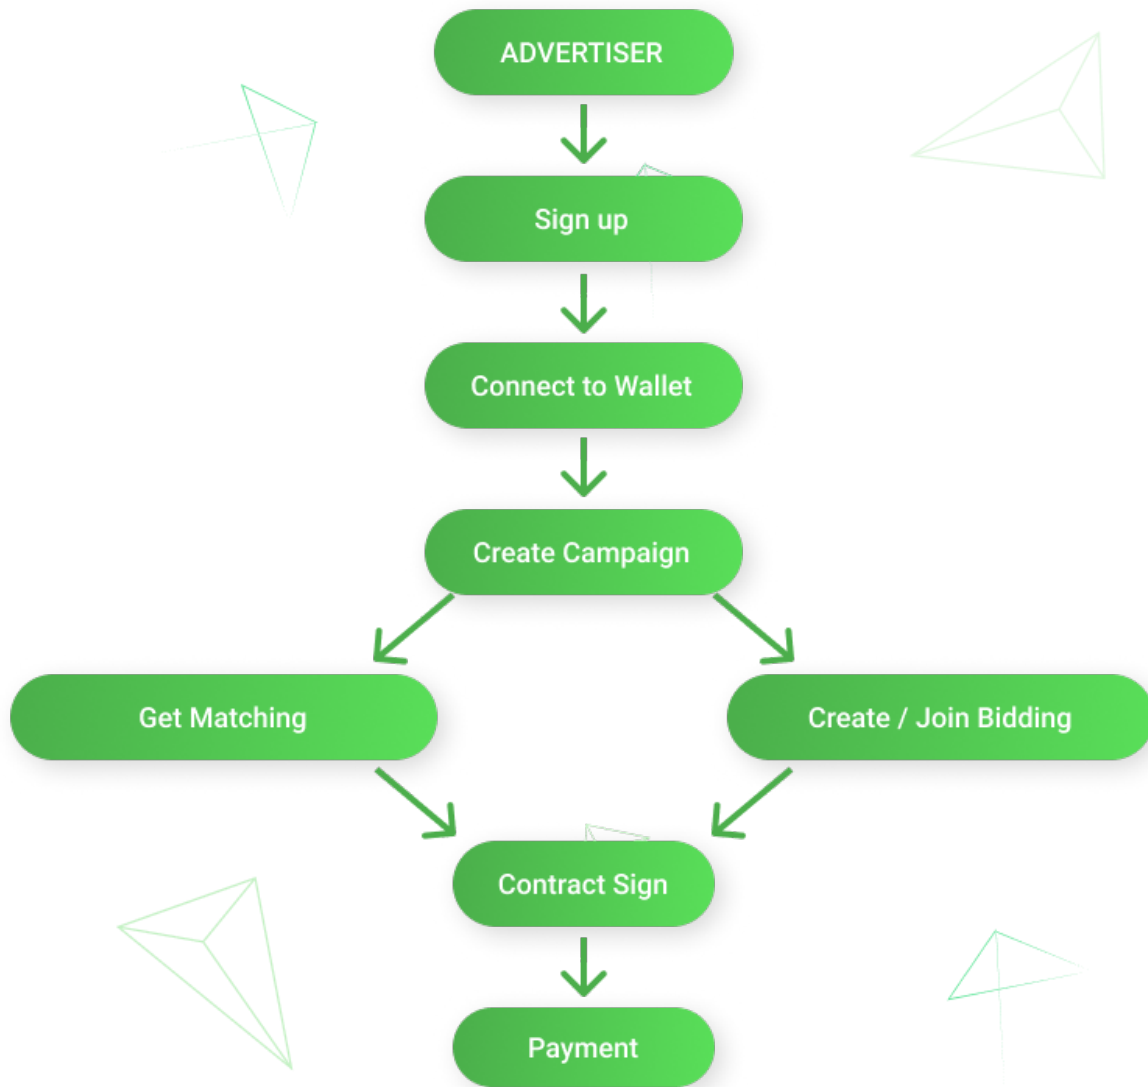 ADVERTISER
Sign up
Connect to Wallet
Create Campaign
Get Matching
Create / Join Bidding
Contract Sign
Payment